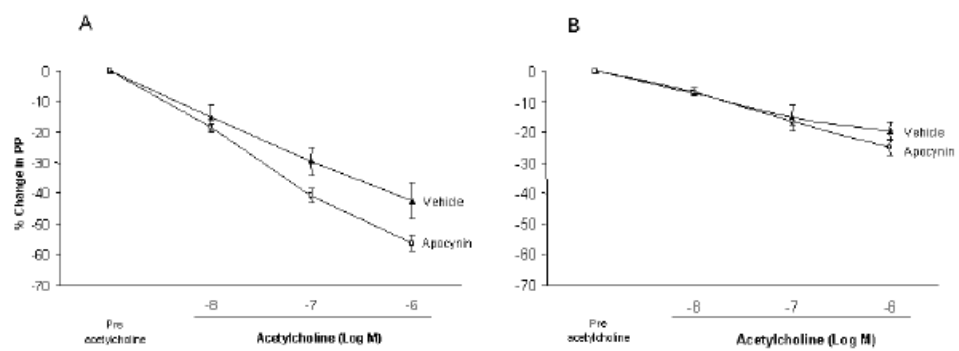 A
% Change in PP
0
-10
-20
-30
-40
-50
-60
-70
Vehicle
Apocynin
-8
-7
-6
Pre
acetylcholine
Acetylcholine (Log M)
B
0
-10
-20
-30
-40
-50
-60
-70
Vehicle
Apocynin
-8
-7
-6
Pre
acetylcholine
Acetylcholine (Log M)